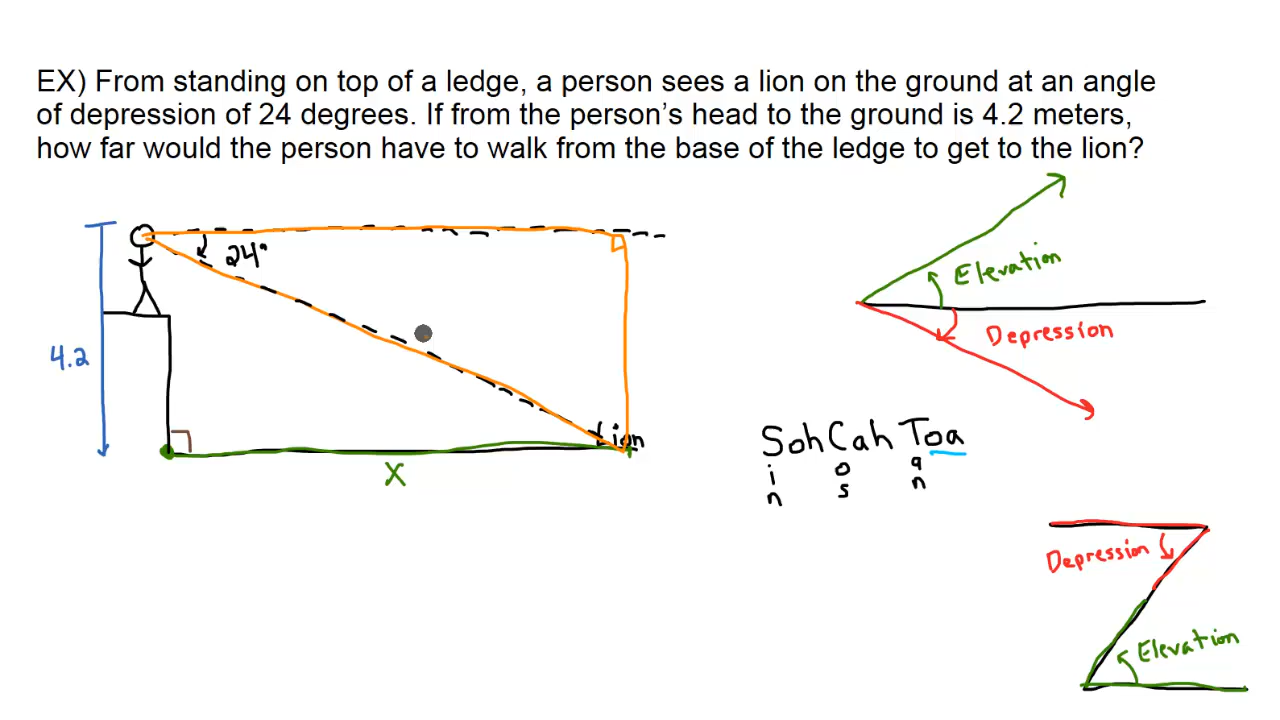 EX) From standing on top of a ledge, a person sees a lion on the ground at an angle
of depression of 24 degrees. If from the person’s head to the ground is 4.2 meters,
how far would the person have to walk from the base of the ledge to get to the lion?
24°
Elevation
Depression
4.2
Lion
X
Soh Cah Toa
i o a
n s n
Depression
Elevation